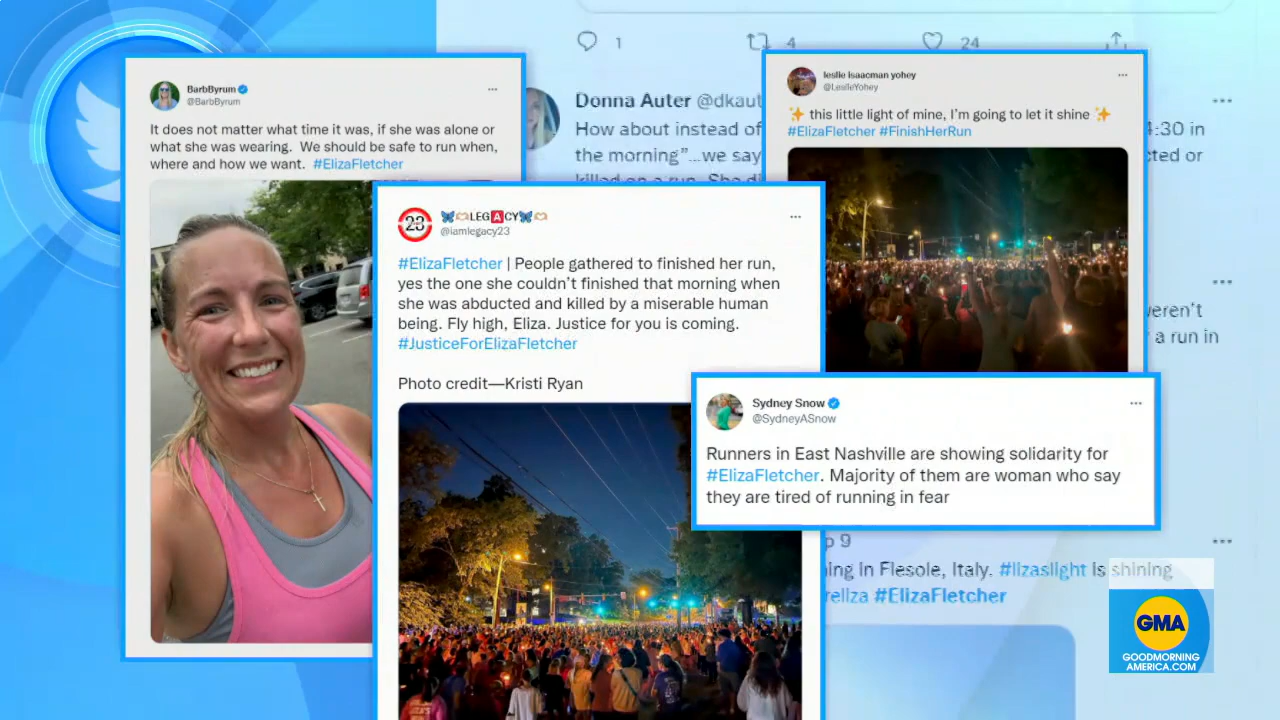 1
4
24
BarbByrum
@BarbByrum
It does not matter what time it was, if she was alone or
what she was wearing. We should be safe to run when,
where and how we want. #ElizaFletcher
Donna Auter @dkaut
How about instead of
the morning"...we say
killed on a run. She di
4:30 in
cted or
leslie isaacman yohey
@LeslieYohey
✨ this little light of mine, I'm going to let it shine ✨
#ElizaFletcher #FinishHerRun
23
🦋🫶🏼LEG🅰️CY🦋🫶🏼
@iamlegacy23
#ElizaFletcher | People gathered to finished her run,
yes the one she couldn't finished that morning when
she was abducted and killed by a miserable human
being. Fly high, Eliza. Justice for you is coming.
#JusticeForElizaFletcher
Photo credit—Kristi Ryan
weren't
a run in
Sydney Snow
@SydneyASnow
Runners in East Nashville are showing solidarity for
#ElizaFletcher. Majority of them are woman who say
they are tired of running in fear
p 9
ning in Fiesole, Italy. #lizaslight is shining
reliza #ElizaFletcher
GMA
GOODMORNING
AMERICA.COM